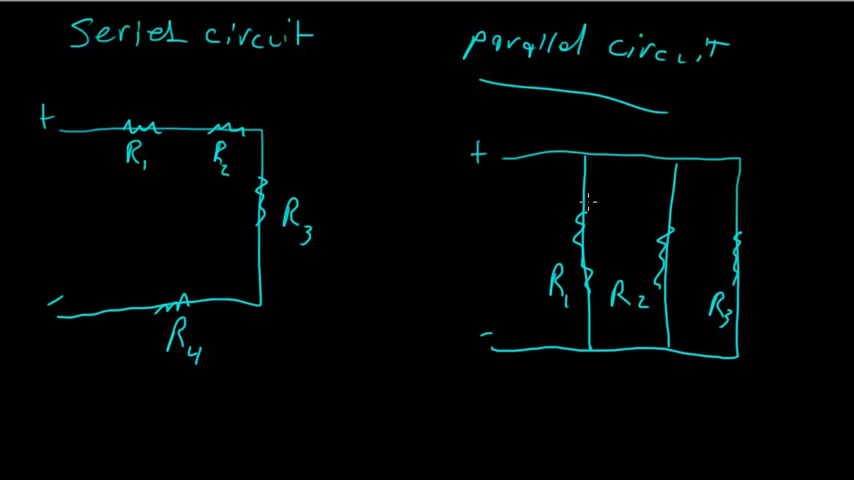 Series circuit
parallel circuit
+
R1
R2
R3
-
R4
+
R1
R2
R3
-